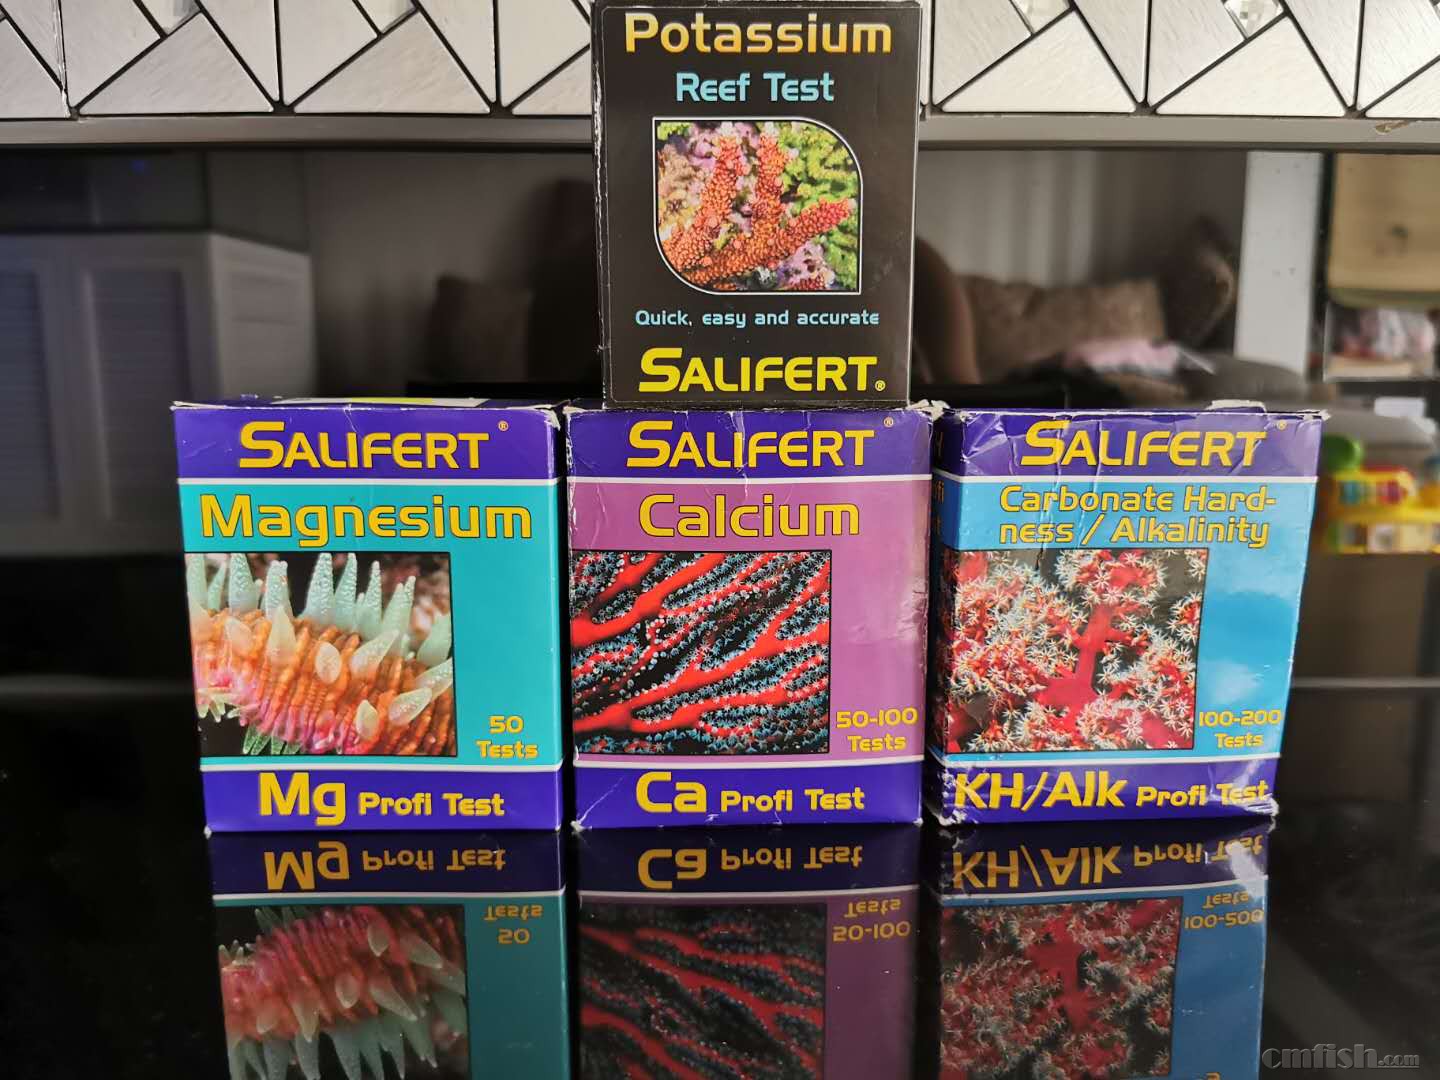 Potassium
Reef Test
Quick, easy and accurate
SALIFERT®
SALIFERT®
Magnesium
50
Tests
Mg Profi Test
SALIFERT®
Calcium
50-100
Tests
Ca Profi Test
SALIFERT®
Carbonate Hard-
ness / Alkalinity
100-200
Tests
KH/Alk Profi Test
cmfish.com